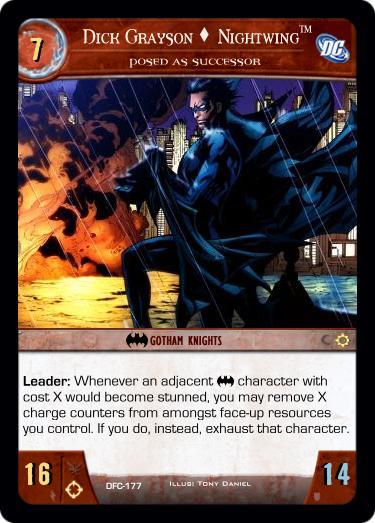 7
DICK GRAYSON ♦ NIGHTWING™
DC
POSED AS SUCCESSOR
GOTHAM KNIGHTS
Leader: Whenever an adjacent character with
cost X would become stunned, you may remove X
charge counters from amongst face-up resources
you control. If you do, instead, exhaust that character.
16
DFC-177
ILLUS: TONY DANIEL
14